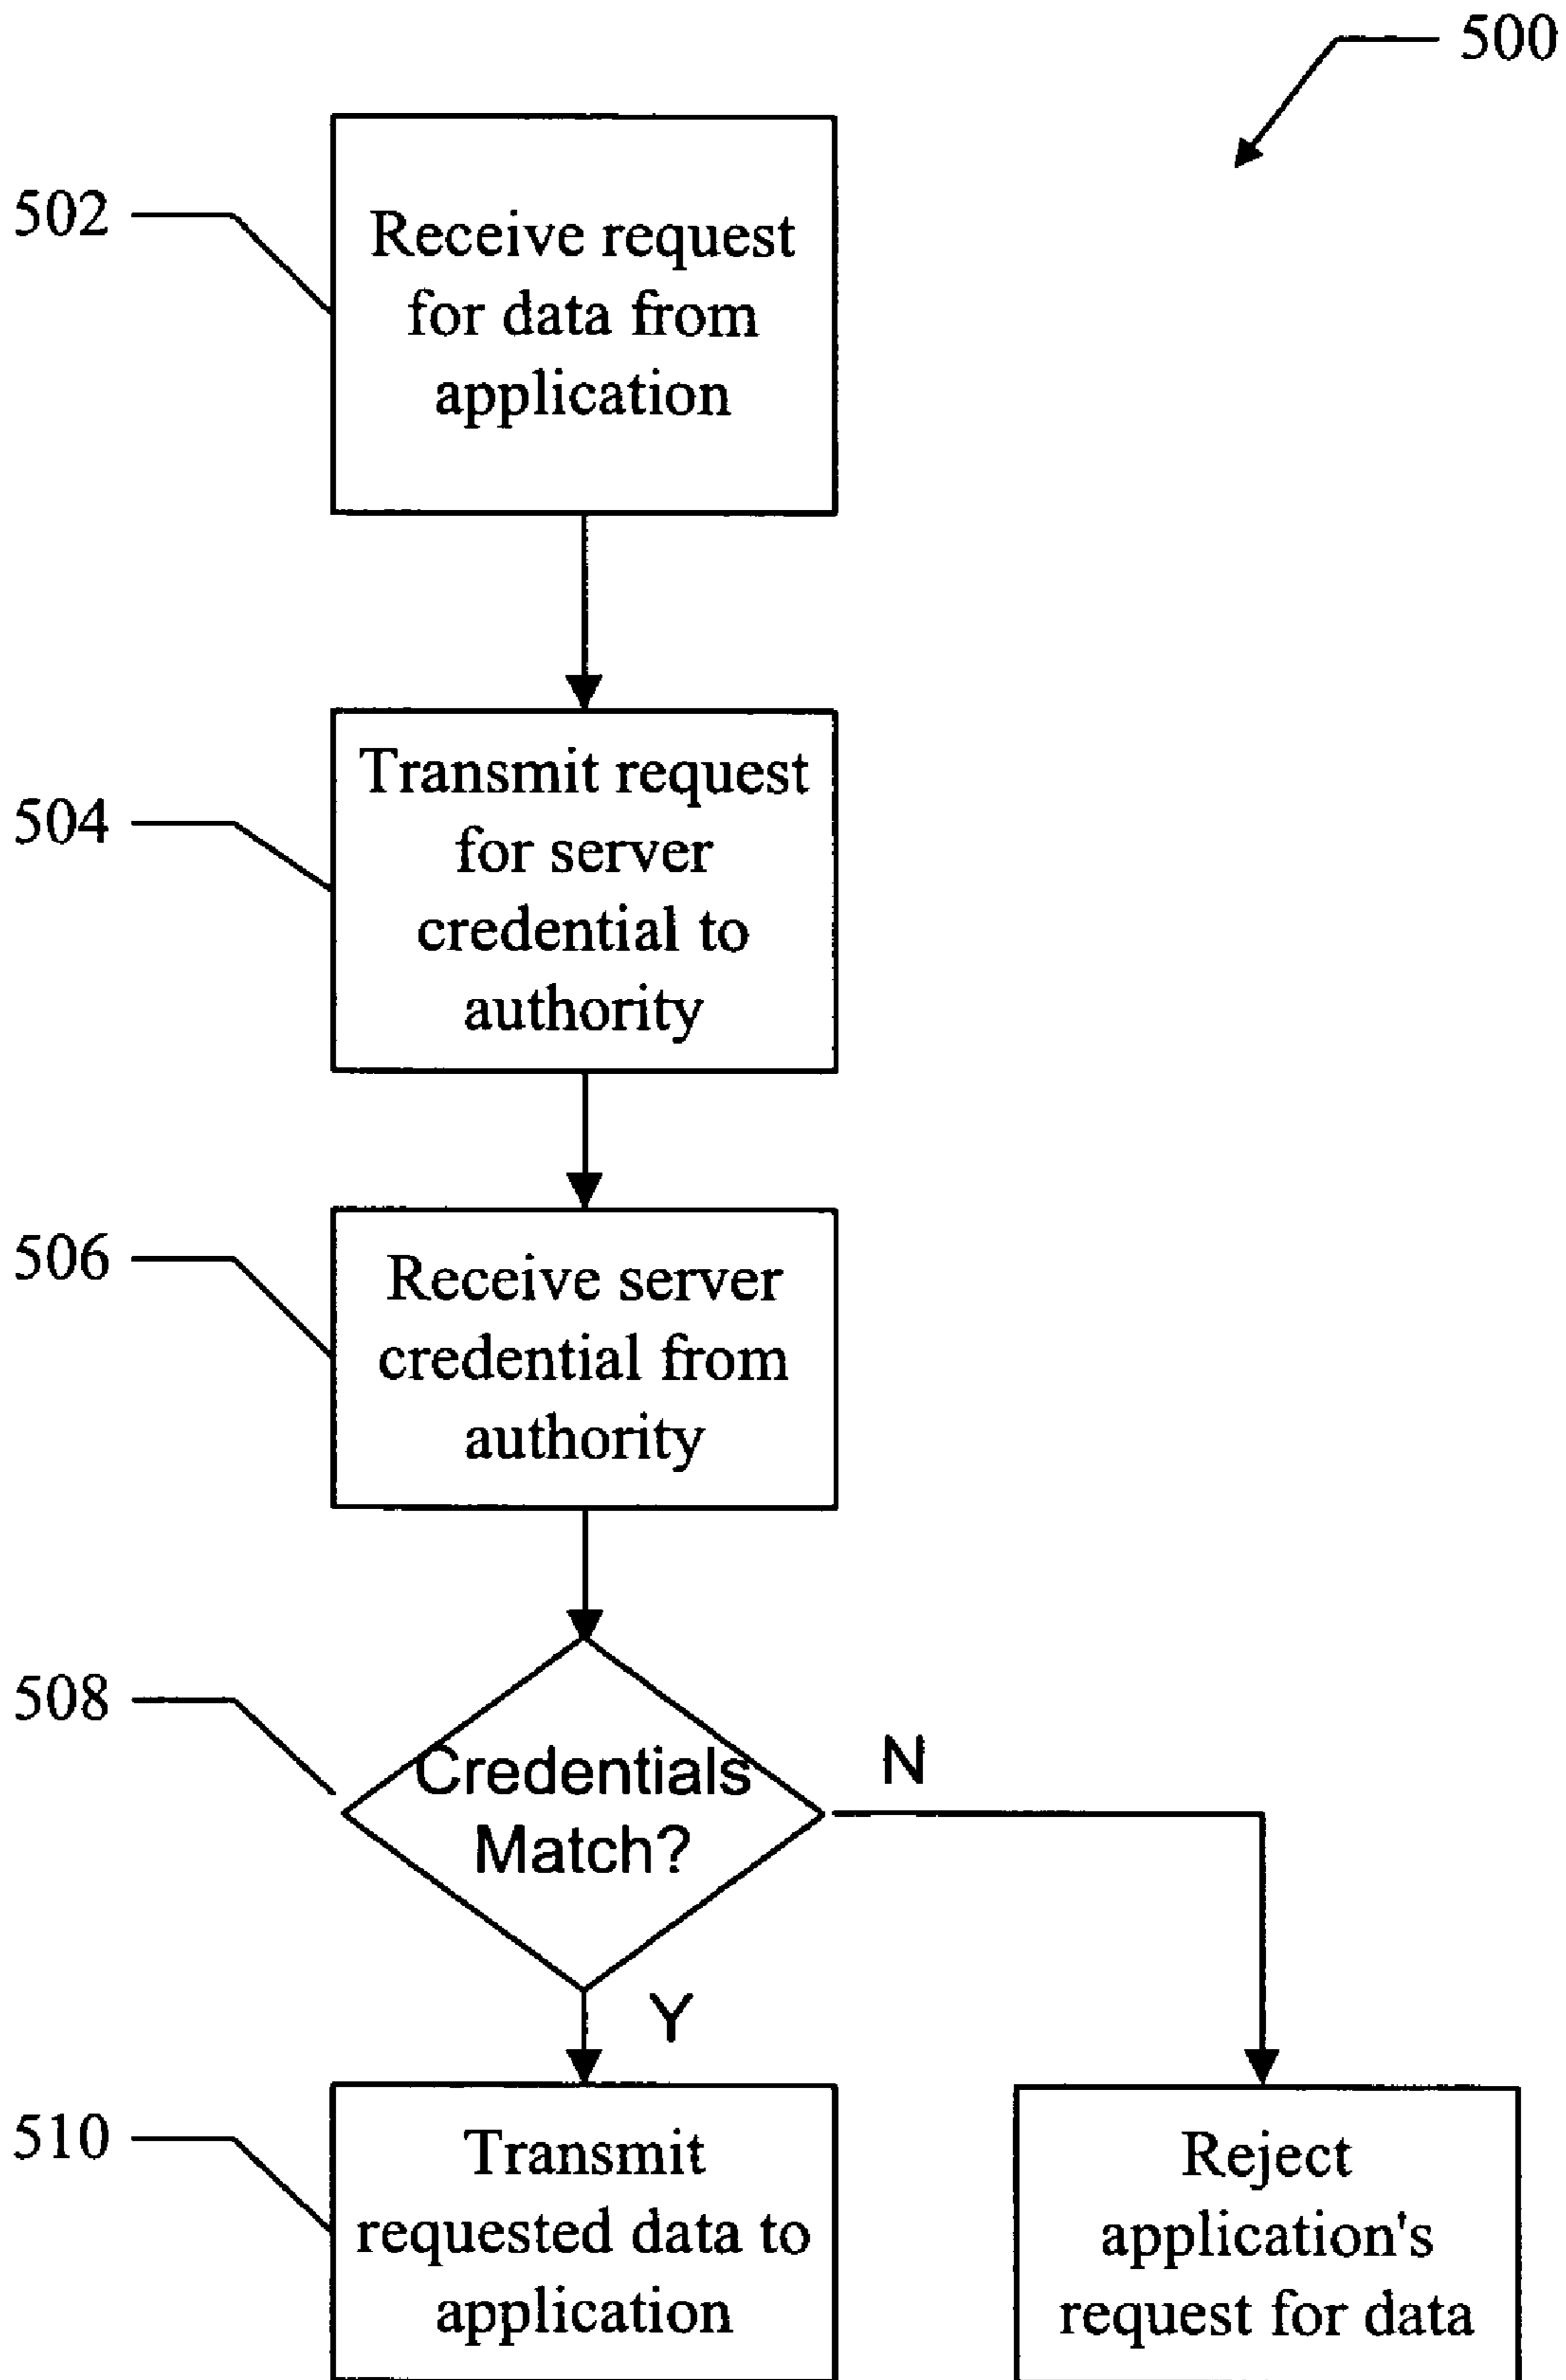 500
502
Receive request
for data from
application
504
Transmit request
for server
credential to
authority
506
Receive server
credential from
authority
508
Credentials
Match?
N
Y
510
Transmit
requested data to
application
Reject
application's
request for data